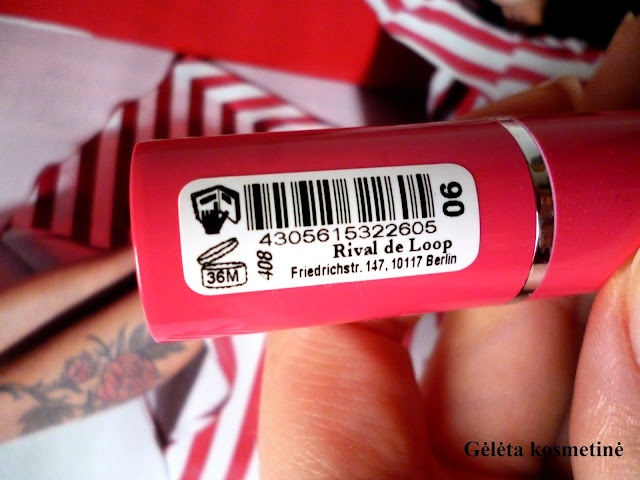 4305615322605
06
Rival de Loop
36M
408
Friedrichstr. 147, 10117 Berlin
Gėlėta kosmetinė